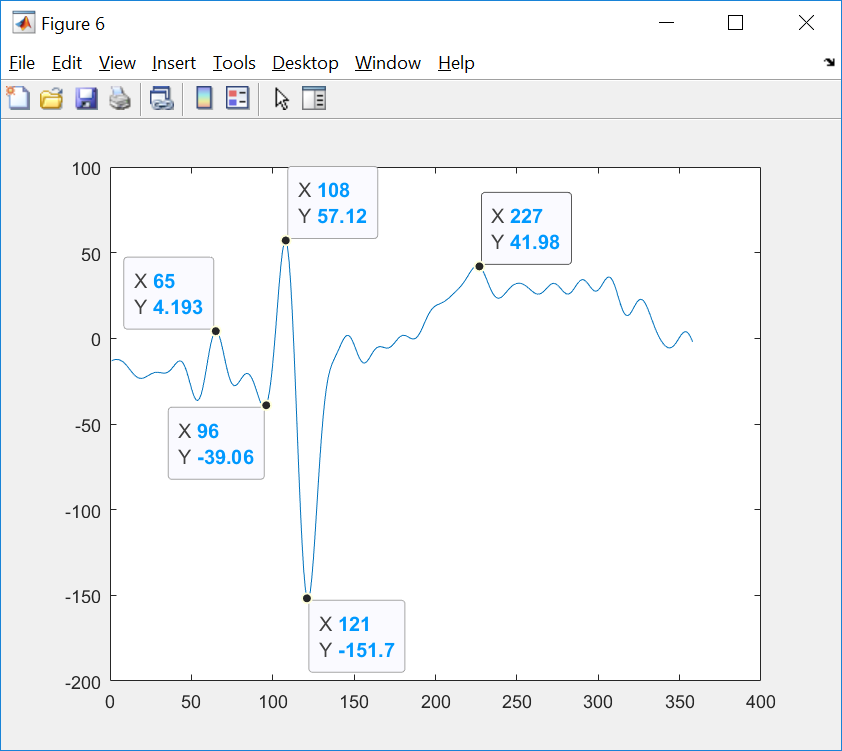 Figure 6
File Edit View Insert Tools Desktop Window Help
100
50
0
-50
-100
-150
-200
0 50 100 150 200 250 300 350 400
X 65
Y 4.193
X 96
Y -39.06
X 108
Y 57.12
X 121
Y -151.7
X 227
Y 41.98